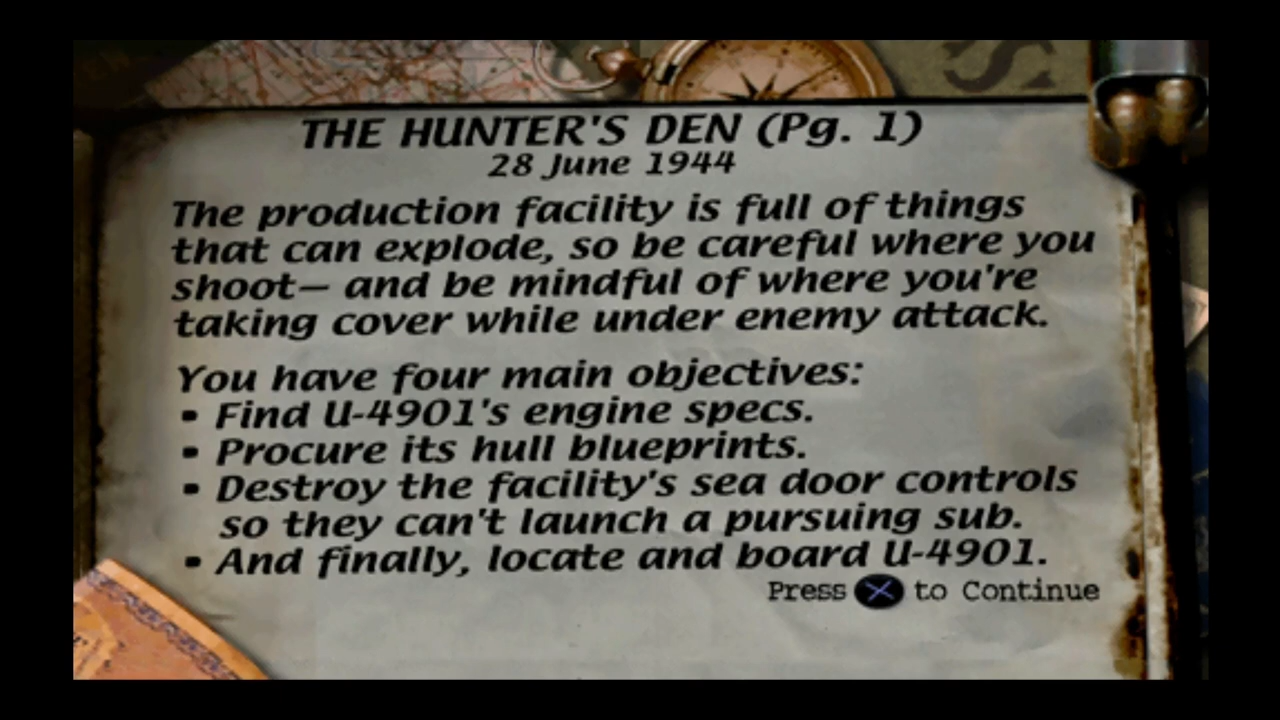 THE HUNTER'S DEN (Pg. 1)
28 June 1944
The production facility is full of things
that can explode, so be careful where you
shoot— and be mindful of where you're
taking cover while under enemy attack.
You have four main objectives:
• Find U-4901's engine specs.
• Procure its hull blueprints.
• Destroy the facility's sea door controls
so they can't launch a pursuing sub.
• And finally, locate and board U-4901.
Press X to Continue